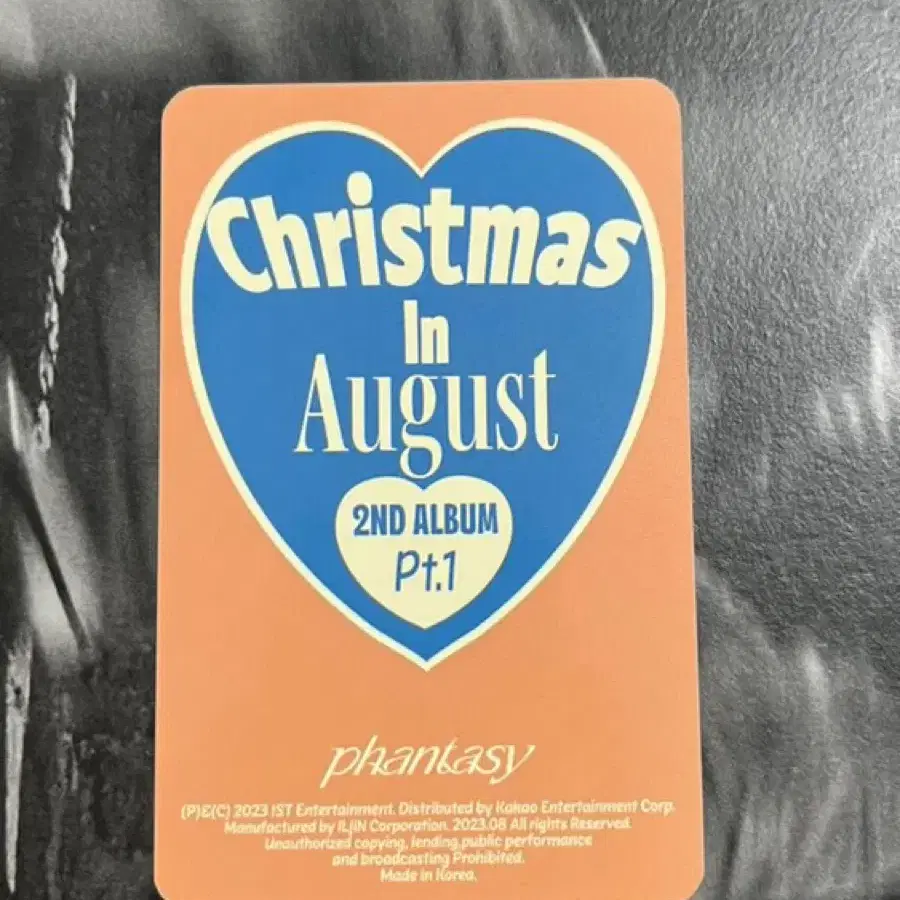 Christmas
In
August
2ND ALBUM
Pt.1
phantasy
(P)&(C) 2023 IST Entertainment. Distributed by Kakao Entertainment Corp.
Manufactured by ILJIN Corporation. 2023.08 All rights Reserved.
Unauthorized copying, lending,public performance
and broadcasting Prohibited.
Made in Korea.